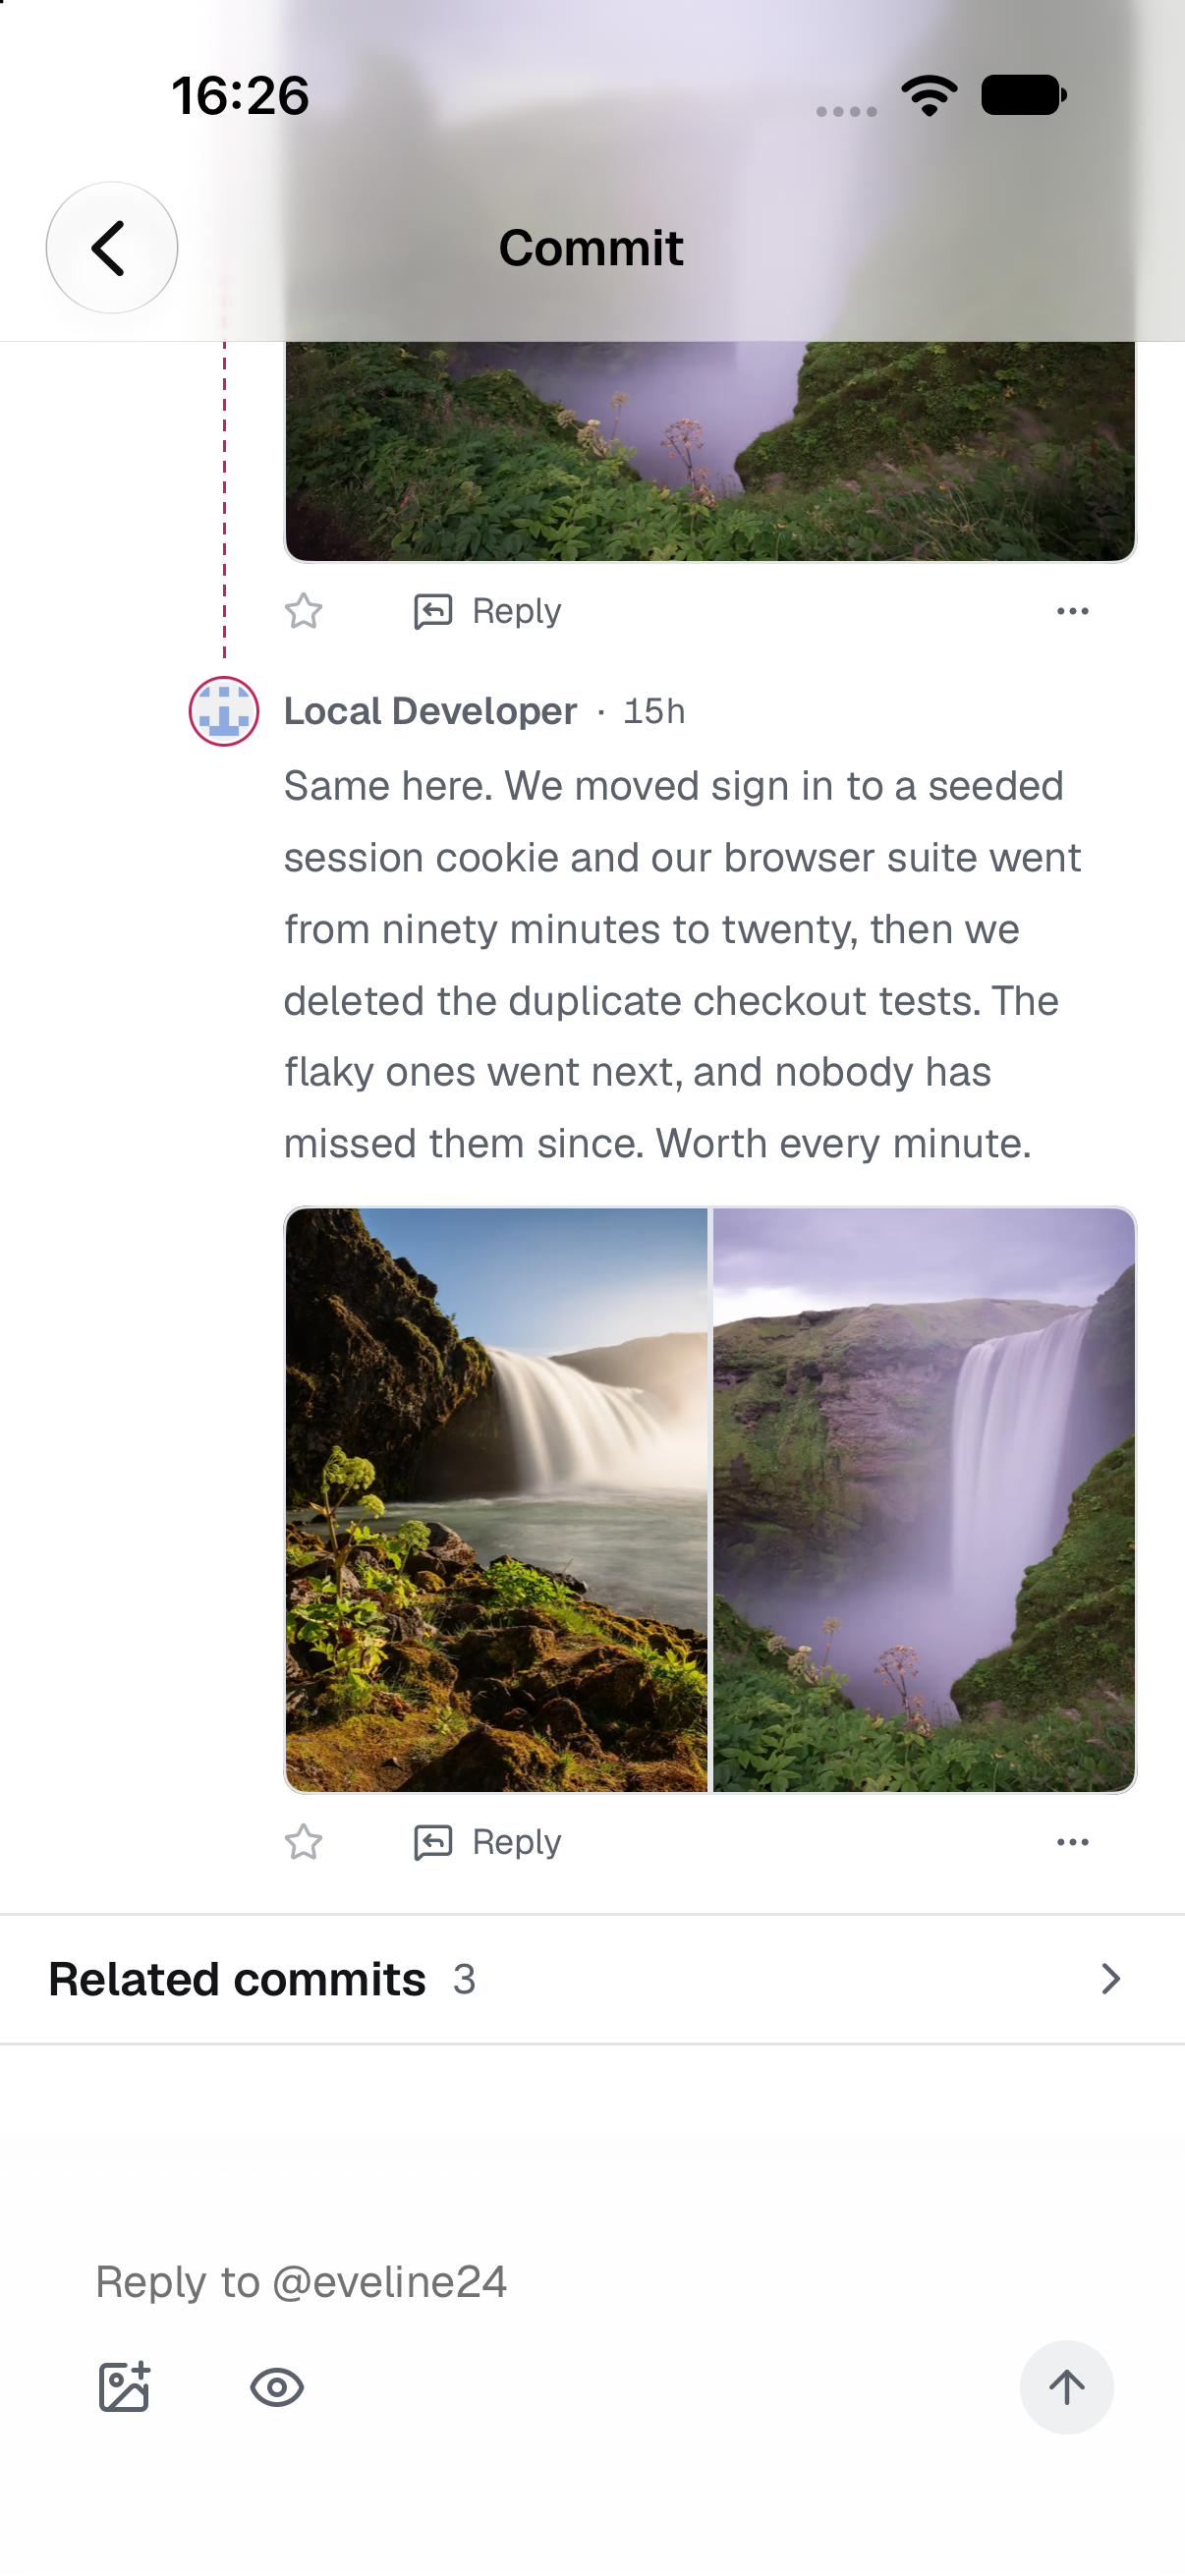 16:26
Commit
Reply
Local Developer · 15h
Same here. We moved sign in to a seeded
session cookie and our browser suite went
from ninety minutes to twenty, then we
deleted the duplicate checkout tests. The
flaky ones went next, and nobody has
missed them since. Worth every minute.
Reply
Related commits 3
Reply to @eveline24